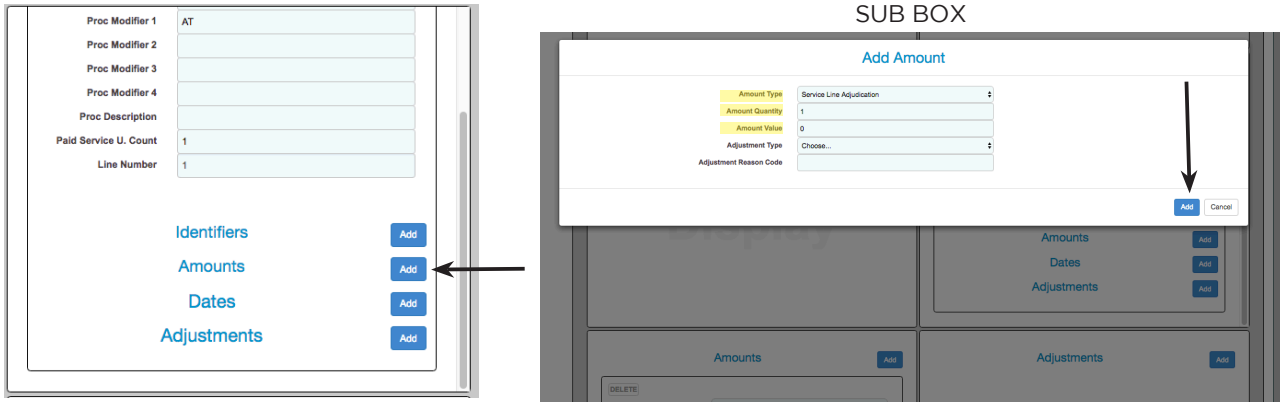 Proc Modifier 1 AT
Proc Modifier 2
Proc Modifier 3
Proc Modifier 4
Proc Description
Paid Service U. Count 1
Line Number 1
Identifiers Add
Amounts Add
Dates Add
Adjustments Add
SUB BOX
Add Amount
Amount Type Service Line Adjudication
Amount Quantity 1
Amount Value 0
Adjustment Type Choose...
Adjustment Reason Code
Add Cancel
Display
Amounts Add
Dates Add
Adjustments Add
Amounts Add
Adjustments Add
DELETE